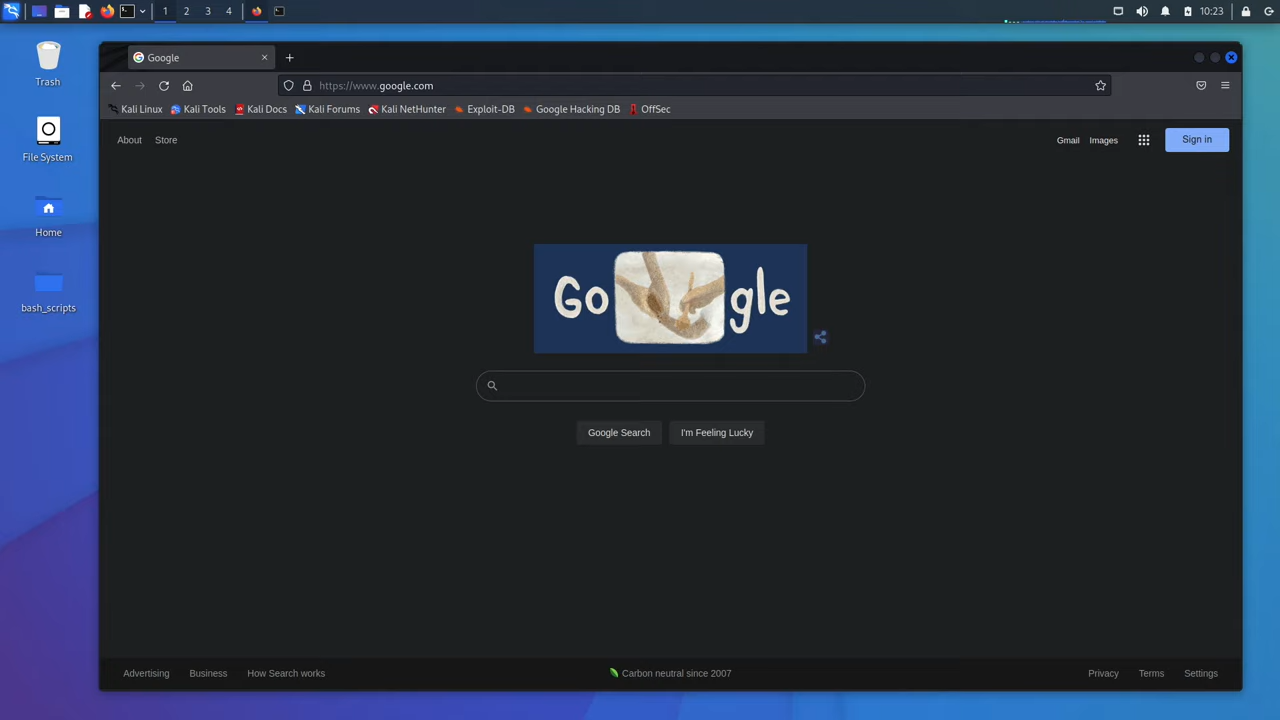 1 2 3 4 10:23
Trash
File System
Home
bash_scripts
Google
https://www.google.com
Kali Linux Kali Tools Kali Docs Kali Forums Kali NetHunter Exploit-DB Google Hacking DB OffSec
About Store Gmail Images Sign in
Go gle
Google Search I'm Feeling Lucky
Advertising Business How Search works Carbon neutral since 2007 Privacy Terms Settings